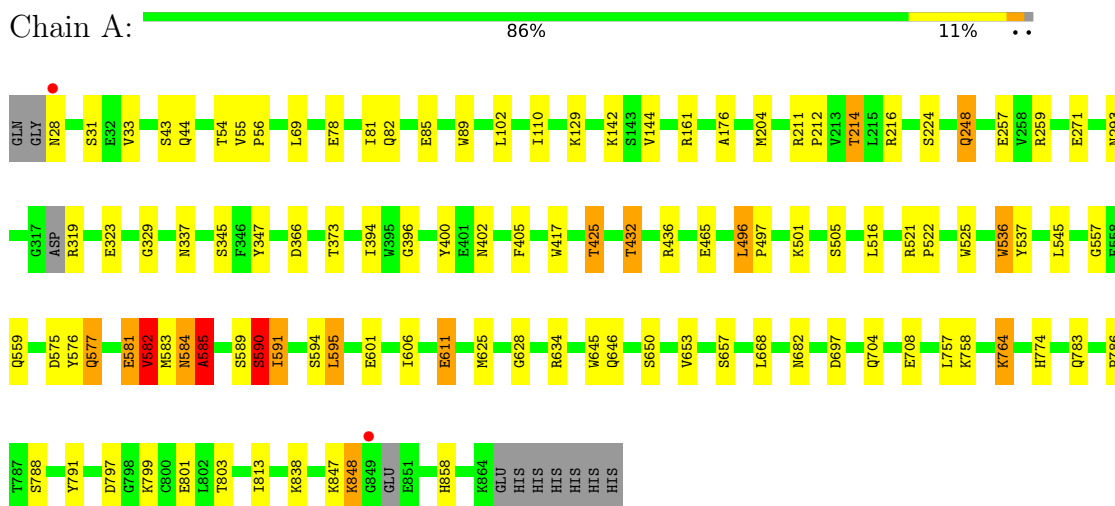 Chain A:
86% 11% • •
GLN GLY N28 S31 E32 V33 S43 Q44 T54 V55 P56 L69 E78 I81 Q82 E85 W89 L102 I110 K129 K142 S143 V144 R161 A176 M204 R211 P212 V213 T214 L215 R216 S224 Q248 E257 V258 R259 E271 N293
G317 ASP R319 E323 G329 N337 S345 F346 Y347 D366 T373 I394 W395 G396 Y400 E401 N402 F405 W417 T425 T432 R436 E465 L496 P497 K501 S505 L516 R521 P522 W525 W536 Y537 L545 G557 E558
Q559 D575 Y576 Q577 E581 V582 M583 N584 A585 S589 S590 I591 S594 L595 E601 I606 E611 M625 G628 R634 W645 Q646 S650 V653 S657 L668 N682 D697 Q704 E708 L757 K758 K764 H774 Q783
T787 S788 Y791 D797 G798 K799 C800 E801 L802 T803 I813 K838 K847 K848 G849 GLU E851 H858 K864 GLU HIS HIS HIS HIS HIS HIS